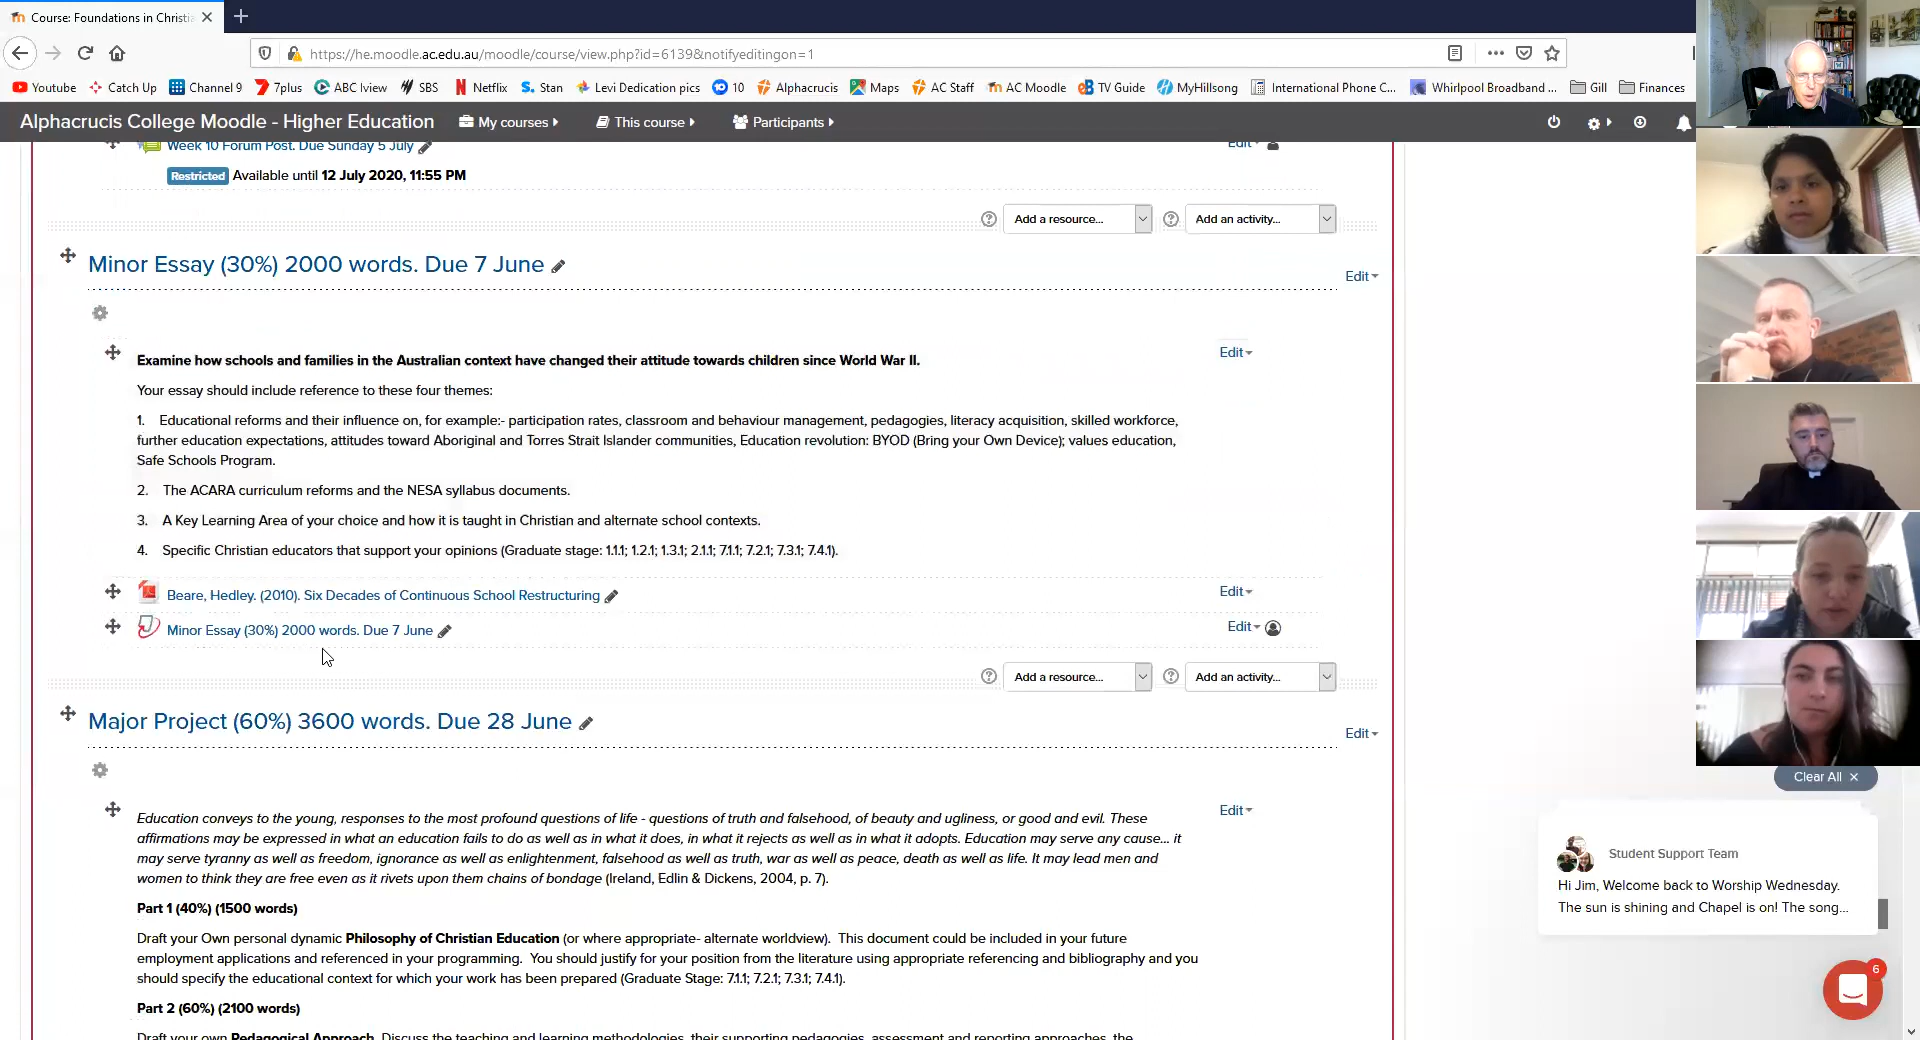 Course: Foundations in Christia
https://he.moodle.ac.edu.au/moodle/course/view.php?id=6139&notifyeditingon=1
Youtube Catch Up Channel 9 7plus ABC Iview SBS Netflix Stan Levi Dedication pics 10 Alphacrucis Maps AC Staff AC Moodle TV Guide MyHillsong International Phone C... Whirlpool Broadband ... Gill Finances
Alphacrucis College Moodle - Higher Education My courses This course Participants
Week 10 Forum Post. Due Sunday 5 July Edit
Restricted Available until 12 July 2020, 11:55 PM
Add a resource... Add an activity...
Minor Essay (30%) 2000 words. Due 7 June
Edit
Examine how schools and families in the Australian context have changed their attitude towards children since World War II. Edit
Your essay should include reference to these four themes:
1. Educational reforms and their influence on, for example:- participation rates, classroom and behaviour management, pedagogies, literacy acquisition, skilled workforce,
further education expectations, attitudes toward Aboriginal and Torres Strait Islander communities, Education revolution: BYOD (Bring your Own Device); values education,
Safe Schools Program.
2. The ACARA curriculum reforms and the NESA syllabus documents.
3. A Key Learning Area of your choice and how it is taught in Christian and alternate school contexts.
4. Specific Christian educators that support your opinions (Graduate stage: 1.1.1; 1.2.1; 1.3.1; 2.1.1; 7.1.1; 7.2.1; 7.3.1; 7.4.1).
Beare, Hedley. (2010). Six Decades of Continuous School Restructuring Edit
Minor Essay (30%) 2000 words. Due 7 June Edit
Add a resource... Add an activity...
Major Project (60%) 3600 words. Due 28 June
Edit
Education conveys to the young, responses to the most profound questions of life - questions of truth and falsehood, of beauty and ugliness, or good and evil. These Edit
affirmations may be expressed in what an education fails to do as well as in what it does, in what it rejects as well as in what it adopts. Education may serve any cause... it
may serve tyranny as well as freedom, ignorance as well as enlightenment, falsehood as well as truth, war as well as peace, death as well as life. It may lead men and
women to think they are free even as it rivets upon them chains of bondage (Ireland, Edlin & Dickens, 2004, p. 7).
Part 1 (40%) (1500 words)
Draft your Own personal dynamic Philosophy of Christian Education (or where appropriate- alternate worldview). This document could be included in your future
employment applications and referenced in your programming. You should justify for your position from the literature using appropriate referencing and bibliography and you
should specify the educational context for which your work has been prepared (Graduate Stage: 7.1.1; 7.2.1; 7.3.1; 7.4.1).
Part 2 (60%) (2100 words)
Draft your own Pedagogical Approach. Discuss the teaching and learning methodologies, their supporting pedagogies, assessment and reporting approaches, the
Clear All
Student Support Team
Hi Jim, Welcome back to Worship Wednesday.
The sun is shining and Chapel is on! The song...
6